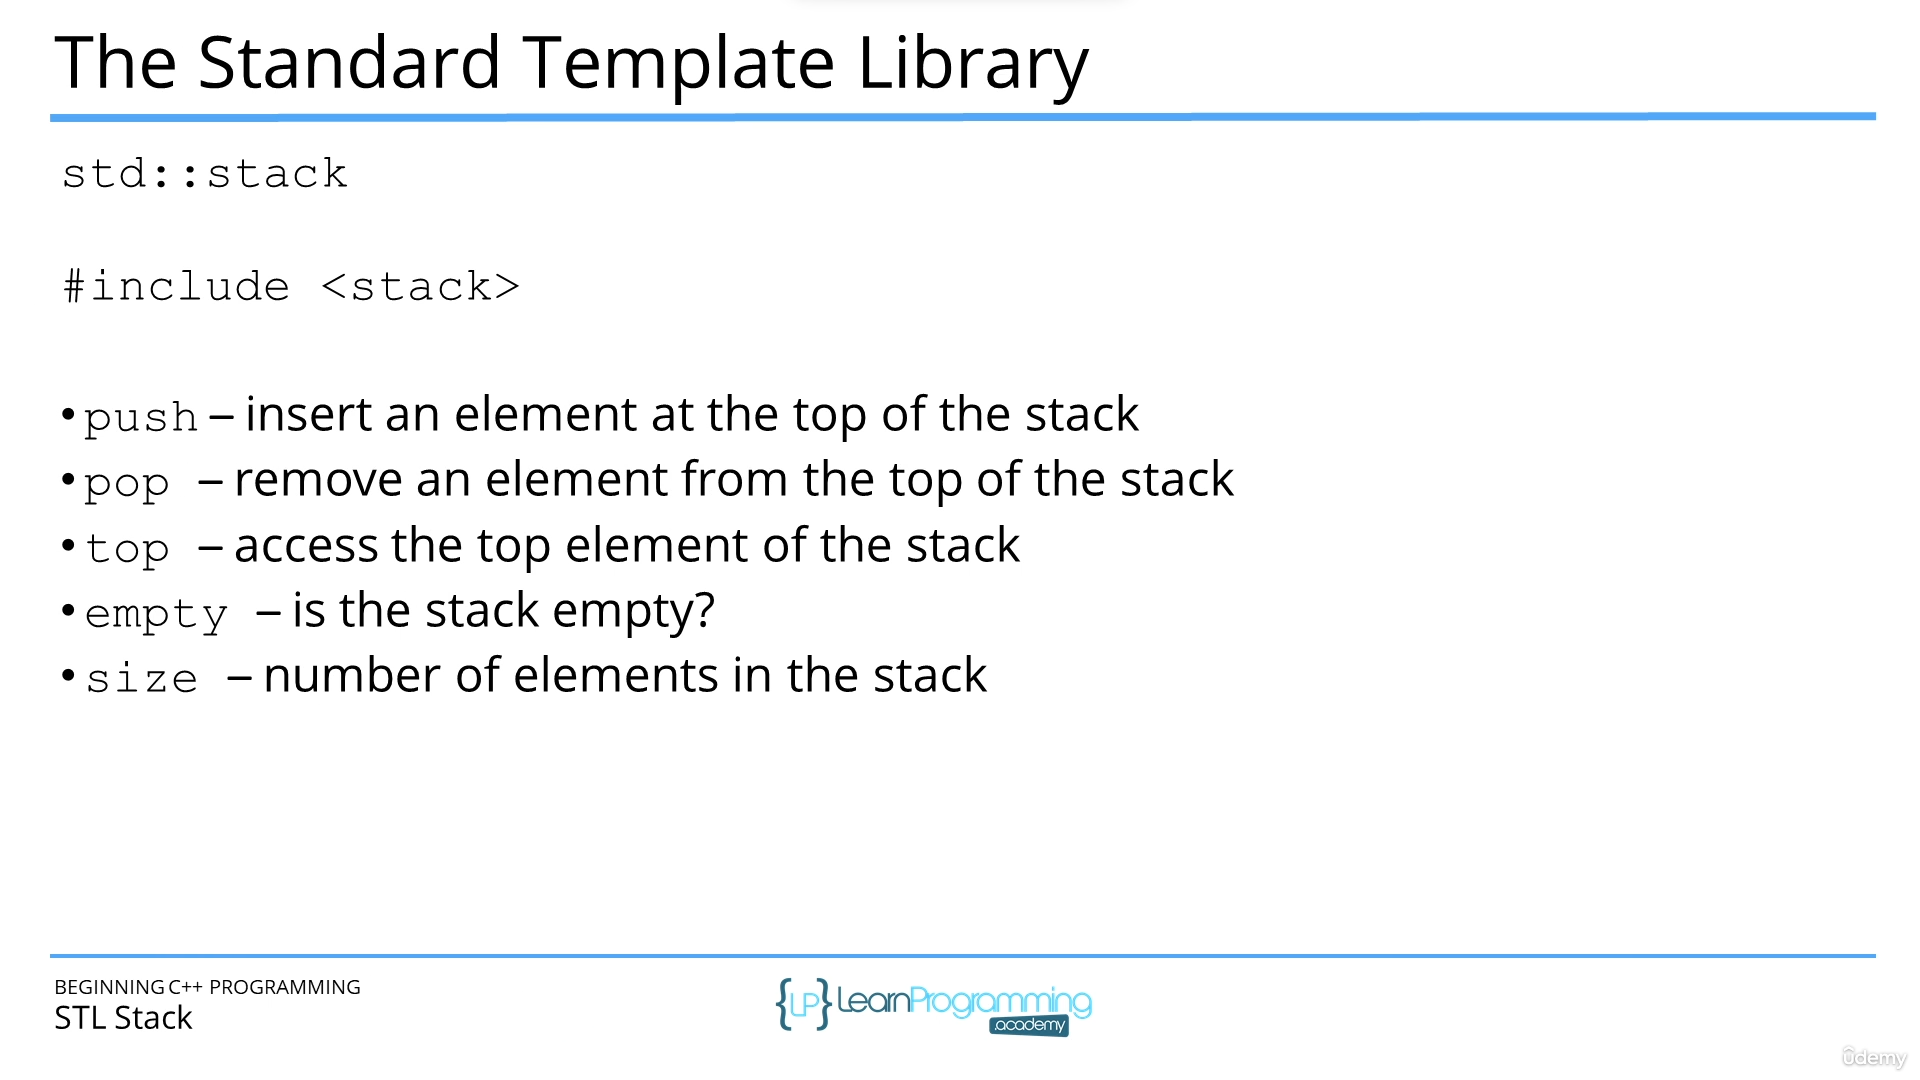 The Standard Template Library
std::stack
#include <stack>
•push – insert an element at the top of the stack
•pop – remove an element from the top of the stack
•top – access the top element of the stack
•empty – is the stack empty?
•size – number of elements in the stack
BEGINNING C++ PROGRAMMING
STL Stack
{LP} LearnProgramming
.academy
ûdemy